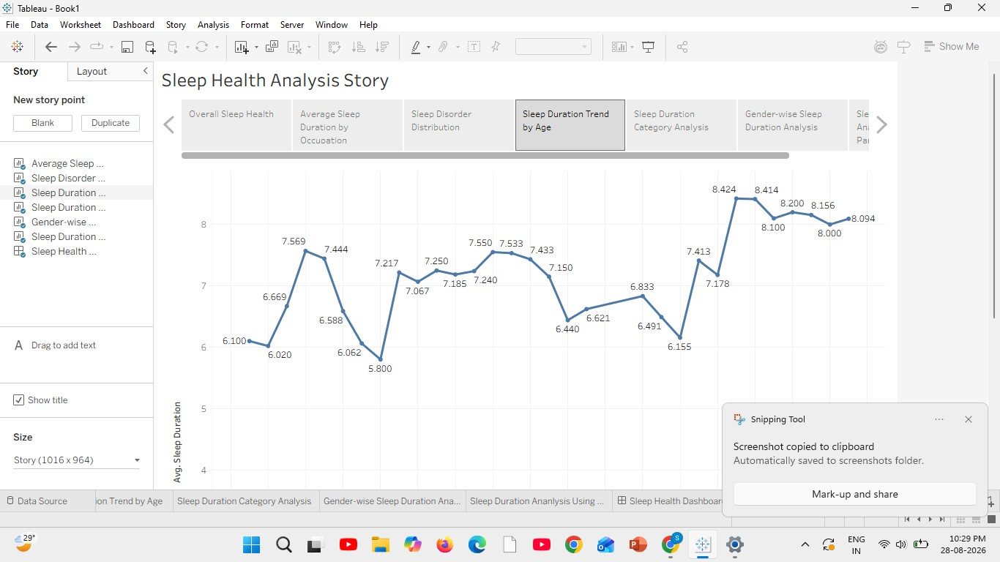 Tableau - Book1
File Data Worksheet Dashboard Story Analysis Format Server Window Help
Show Me
Story Layout
New story point
Blank Duplicate
Average Sleep ...
Sleep Disorder ...
Sleep Duration ...
Sleep Duration ...
Gender-wise ...
Sleep Duration ...
Sleep Health ...
A Drag to add text
Show title
Size
Story (1016 x 964)
Sleep Health Analysis Story
Overall Sleep Health
Average Sleep
Duration by
Occupation
Sleep Disorder
Distribution
Sleep Duration Trend
by Age
Sleep Duration
Category Analysis
Gender-wise Sleep
Duration Analysis
Sle
Ana
Pa
8
7
6
5
4
Avg. Sleep Duration
6.100
6.020
6.669
7.569
7.444
6.588
6.062
5.800
7.217
7.067
7.250
7.185
7.240
7.550
7.533
7.433
7.150
6.440
6.621
6.833
6.491
6.155
7.413
7.178
8.424
8.414
8.100
8.200
8.156
8.000
8.094
Snipping Tool
Screenshot copied to clipboard
Automatically saved to screenshots folder.
Mark-up and share
Data Source ion Trend by Age Sleep Duration Category Analysis Gender-wise Sleep Duration Ana... Sleep Duration Ananlysis Using ... Sleep Health Dashboar
29°
S
ENG
IN
10:29 PM
28-08-2026